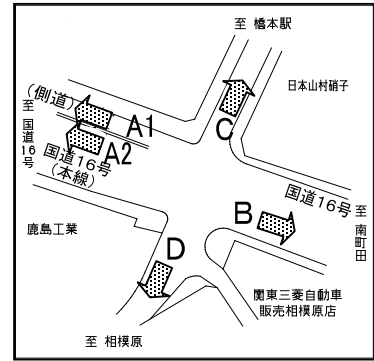 至 橋本駅
日本山村硝子
(側道)
A1
A2
C
至 国道16号
国道16号
(本線)
国道16号
至 南町田
B
鹿島工業
D
関東三菱自動車
販売相模原店
至 相模原